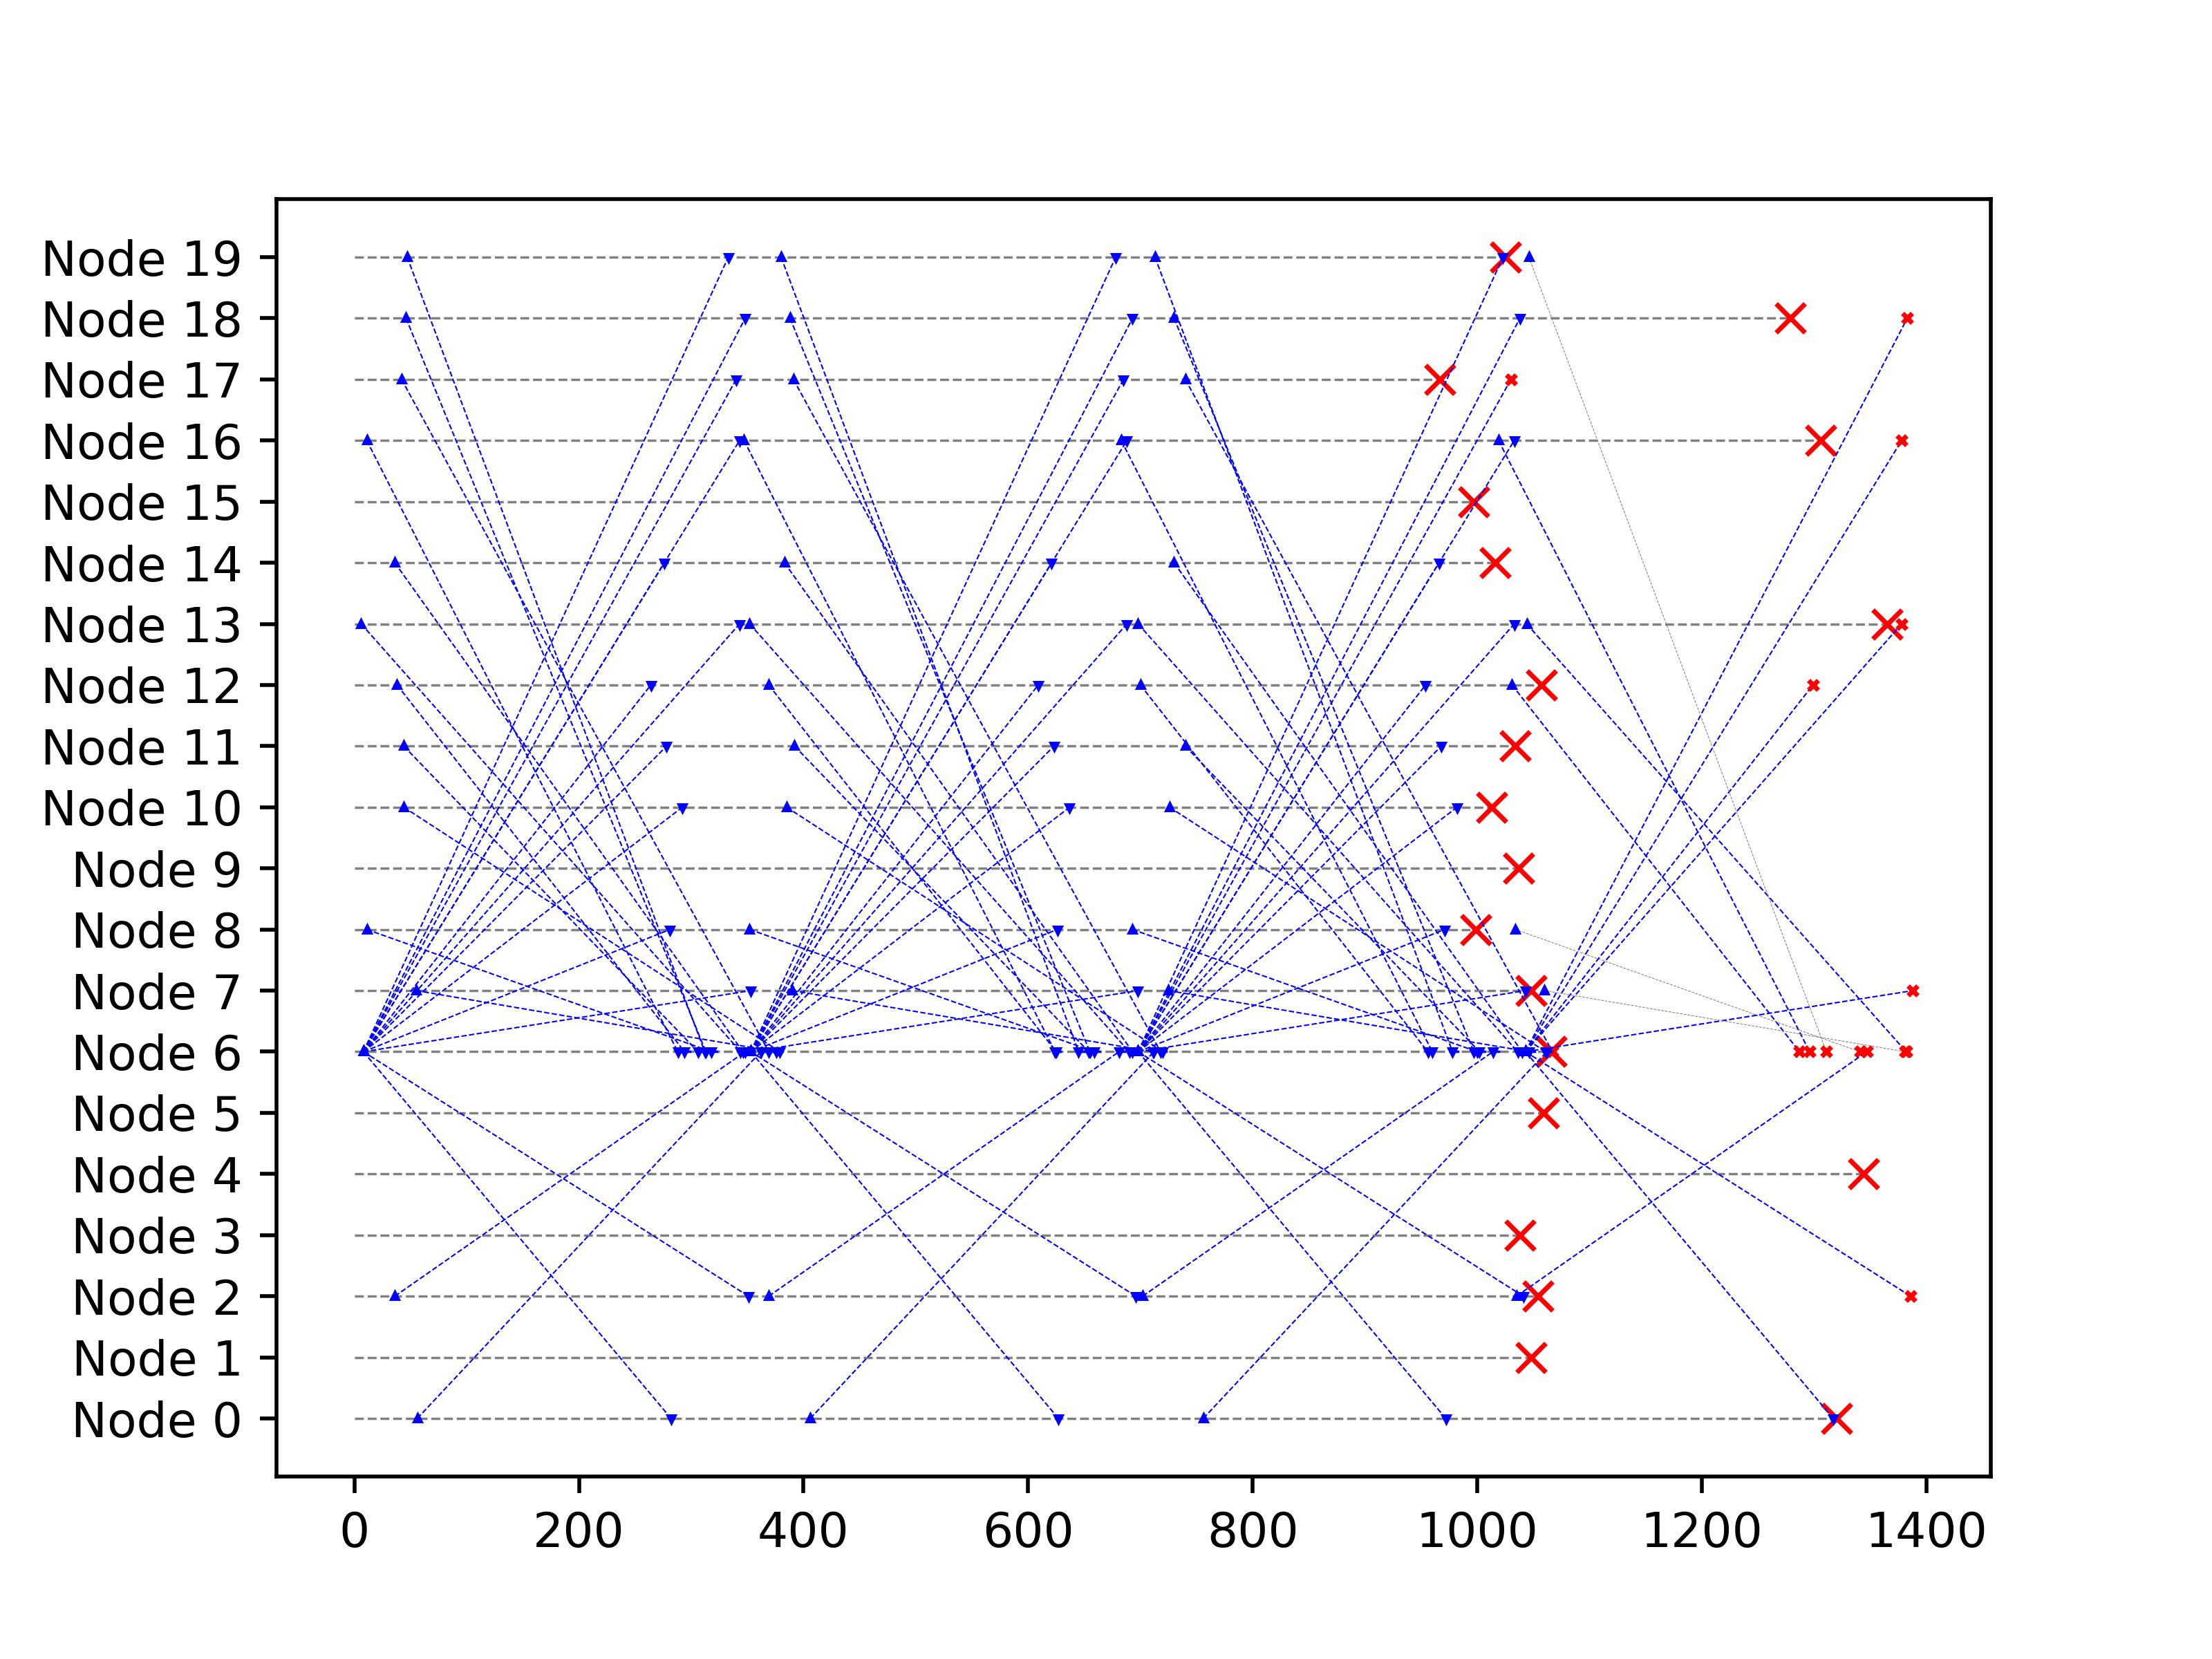 Node 19
Node 18
Node 17
Node 16
Node 15
Node 14
Node 13
Node 12
Node 11
Node 10
Node 9
Node 8
Node 7
Node 6
Node 5
Node 4
Node 3
Node 2
Node 1
Node 0
0 200 400 600 800 1000 1200 1400